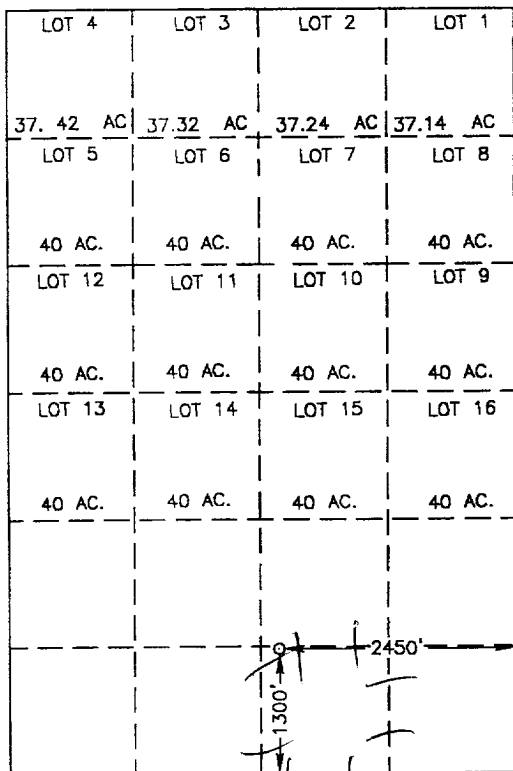 LOT 4 LOT 3 LOT 2 LOT 1
37. 42 AC 37.32 AC 37.24 AC 37.14 AC
LOT 5 LOT 6 LOT 7 LOT 8
40 AC. 40 AC. 40 AC. 40 AC.
LOT 12 LOT 11 LOT 10 LOT 9
40 AC. 40 AC. 40 AC. 40 AC.
LOT 13 LOT 14 LOT 15 LOT 16
40 AC. 40 AC. 40 AC. 40 AC.
2450'
1300'